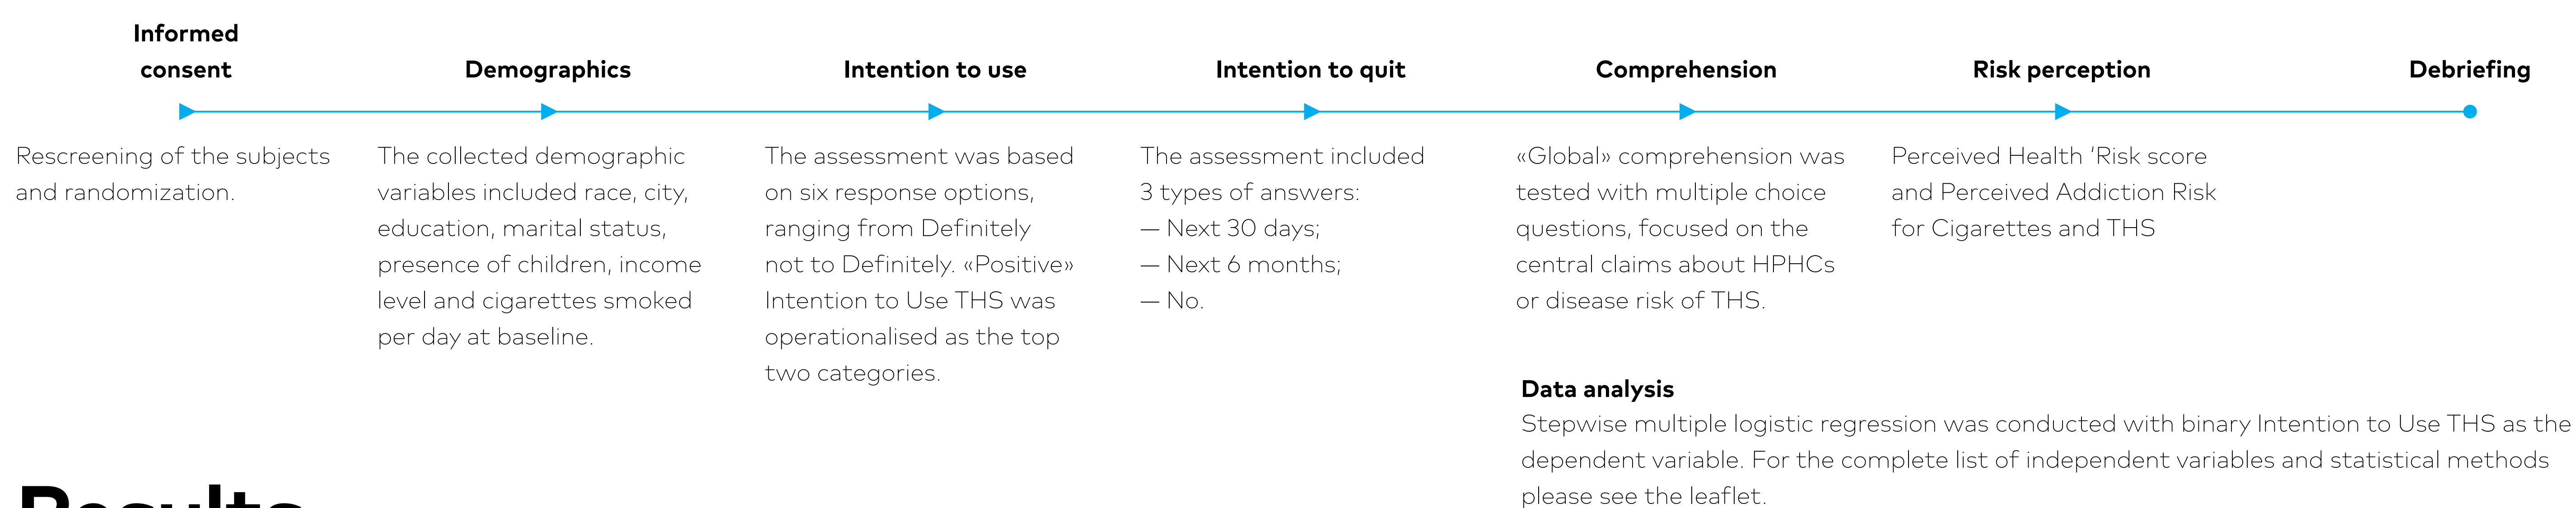 Informed
consent
Rescreening of the subjects
and randomization.
Demographics
The collected demographic
variables included race, city,
education, marital status,
presence of children, income
level and cigarettes smoked
per day at baseline.
Intention to use
The assessment was based
on six response options,
ranging from Definitely
not to Definitely. «Positive»
Intention to Use THS was
operationalised as the top
two categories.
Intention to quit
The assessment included
3 types of answers:
— Next 30 days;
— Next 6 months;
— No.
Comprehension
«Global» comprehension was
tested with multiple choice
questions, focused on the
central claims about HPHCs
or disease risk of THS.
Risk perception
Perceived Health ‘Risk score
and Perceived Addiction Risk
for Cigarettes and THS
Debriefing
Data analysis
Stepwise multiple logistic regression was conducted with binary Intention to Use THS as the
dependent variable. For the complete list of independent variables and statistical methods
please see the leaflet.
Results